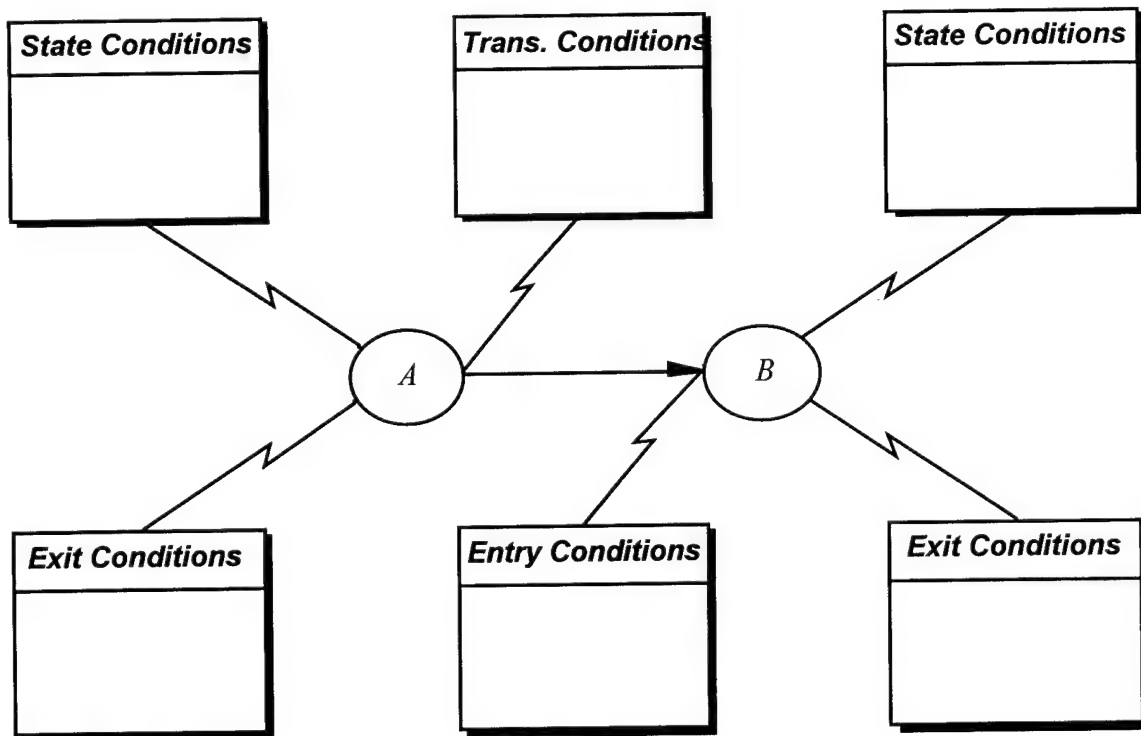 State Conditions
Trans. Conditions
State Conditions
A
B
Exit Conditions
Entry Conditions
Exit Conditions